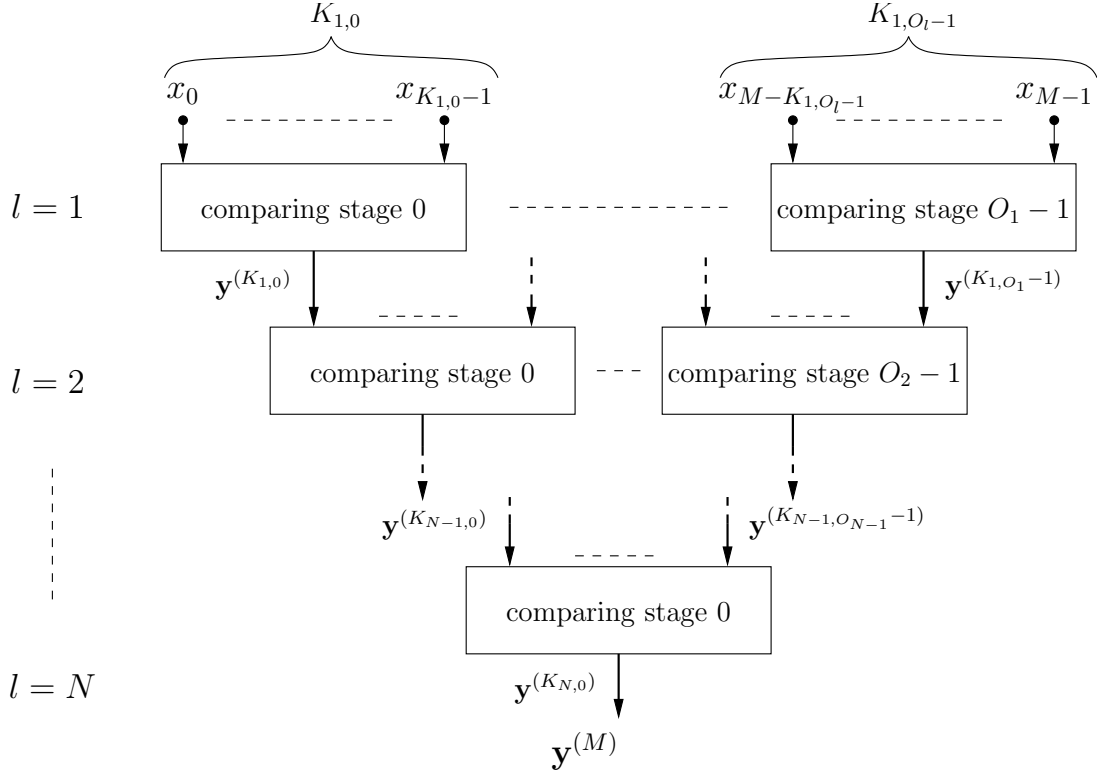 K_{1,0} K_{1,O_l-1}
x_0 x_{K_{1,0}-1} x_{M-K_{1,O_l-1}} x_{M-1}
l = 1 comparing stage 0 comparing stage O_1 − 1
y^{(K_{1,0})} y^{(K_{1,O_1-1})}
l = 2 comparing stage 0 comparing stage O_2 − 1
y^{(K_{N-1,0})} y^{(K_{N-1,O_{N-1}-1})}
comparing stage 0
l = N y^{(K_{N,0})}
y^{(M)}